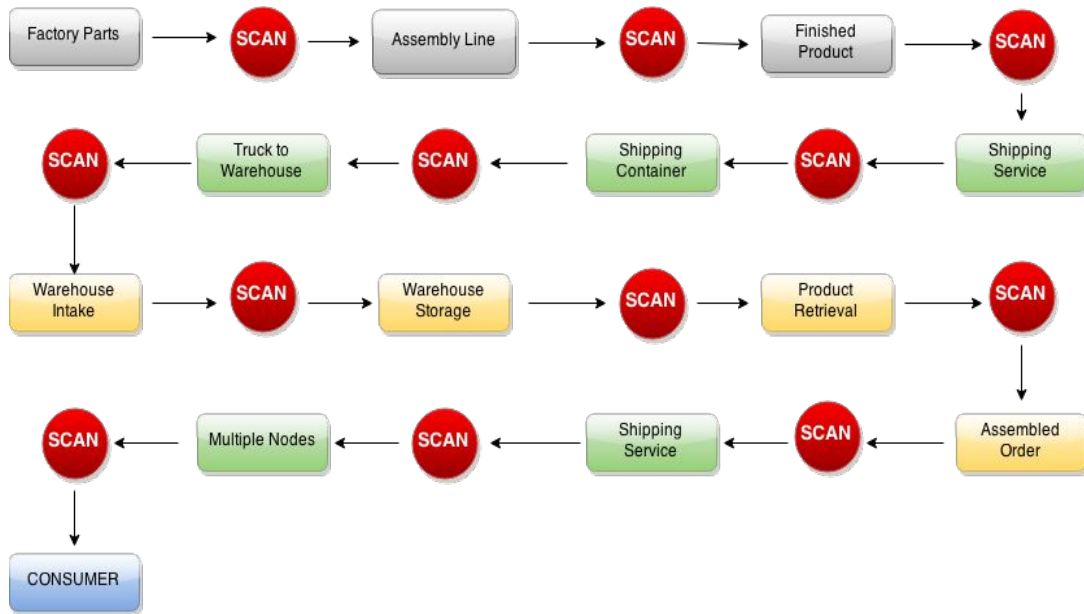 Factory Parts
SCAN
Assembly Line
SCAN
Finished
Product
SCAN
Shipping
Service
SCAN
Shipping
Container
SCAN
Truck to
Warehouse
SCAN
Warehouse
Intake
SCAN
Warehouse
Storage
SCAN
Product
Retrieval
SCAN
Assembled
Order
SCAN
Shipping
Service
SCAN
Multiple Nodes
SCAN
CONSUMER